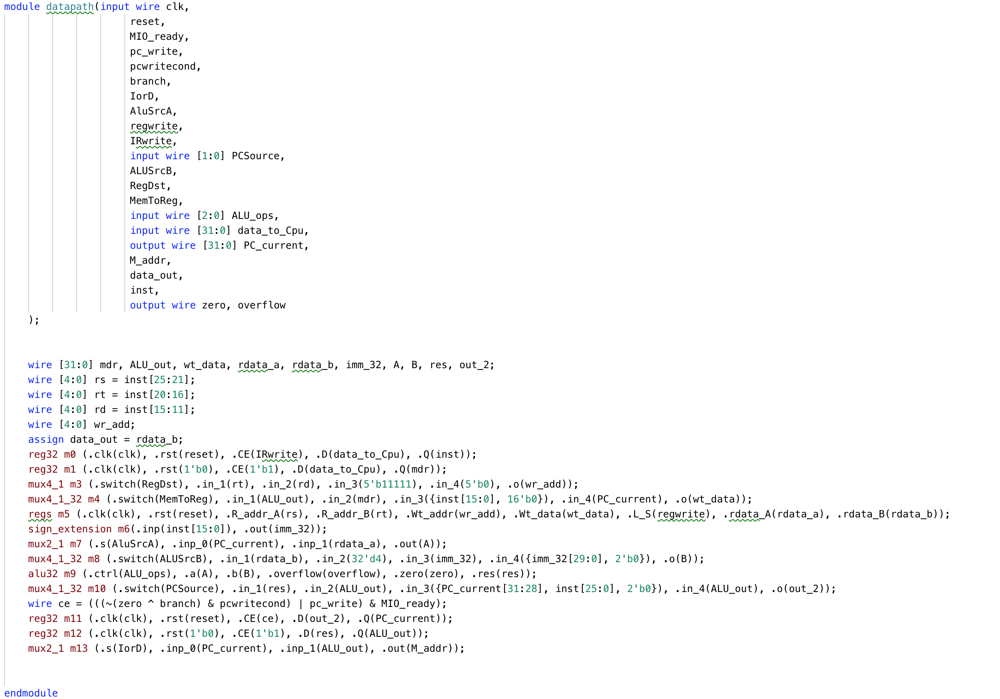 module datapath(input wire clk,
reset,
MIO_ready,
pc_write,
pcwritecond,
branch,
IorD,
AluSrcA,
regwrite,
IRwrite,
input wire [1:0] PCSource,
ALUSrcB,
RegDst,
MemToReg,
input wire [2:0] ALU_ops,
input wire [31:0] data_to_Cpu,
output wire [31:0] PC_current,
M_addr,
data_out,
inst,
output wire zero, overflow
);
wire [31:0] mdr, ALU_out, wt_data, rdata_a, rdata_b, imm_32, A, B, res, out_2;
wire [4:0] rs = inst[25:21];
wire [4:0] rt = inst[20:16];
wire [4:0] rd = inst[15:11];
wire [4:0] wr_add;
assign data_out = rdata_b;
reg32 m0 (.clk(clk), .rst(reset), .CE(IRwrite), .D(data_to_Cpu), .Q(inst));
reg32 m1 (.clk(clk), .rst(1'b0), .CE(1'b1), .D(data_to_Cpu), .Q(mdr));
mux4_1 m3 (.switch(RegDst), .in_1(rt), .in_2(rd), .in_3(5'b11111), .in_4(5'b0), .o(wr_add));
mux4_1_32 m4 (.switch(MemToReg), .in_1(ALU_out), .in_2(mdr), .in_3({inst[15:0], 16'b0}), .in_4(PC_current), .o(wt_data));
regs m5 (.clk(clk), .rst(reset), .R_addr_A(rs), .R_addr_B(rt), .Wt_addr(wr_add), .Wt_data(wt_data), .L_S(regwrite), .rdata_A(rdata_a), .rdata_B(rdata_b));
sign_extension m6(.inp(inst[15:0]), .out(imm_32));
mux2_1 m7 (.s(AluSrcA), .inp_0(PC_current), .inp_1(rdata_a), .out(A));
mux4_1_32 m8 (.switch(ALUSrcB), .in_1(rdata_b), .in_2(32'd4), .in_3(imm_32), .in_4({imm_32[29:0], 2'b0}), .o(B));
alu32 m9 (.ctrl(ALU_ops), .a(A), .b(B), .overflow(overflow), .zero(zero), .res(res));
mux4_1_32 m10 (.switch(PCSource), .in_1(res), .in_2(ALU_out), .in_3({PC_current[31:28], inst[25:0], 2'b0}), .in_4(ALU_out), .o(out_2));
wire ce = (((~(zero ^ branch) & pcwritecond) | pc_write) & MIO_ready);
reg32 m11 (.clk(clk), .rst(reset), .CE(ce), .D(out_2), .Q(PC_current));
reg32 m12 (.clk(clk), .rst(1'b0), .CE(1'b1), .D(res), .Q(ALU_out));
mux2_1 m13 (.s(IorD), .inp_0(PC_current), .inp_1(ALU_out), .out(M_addr));
endmodule